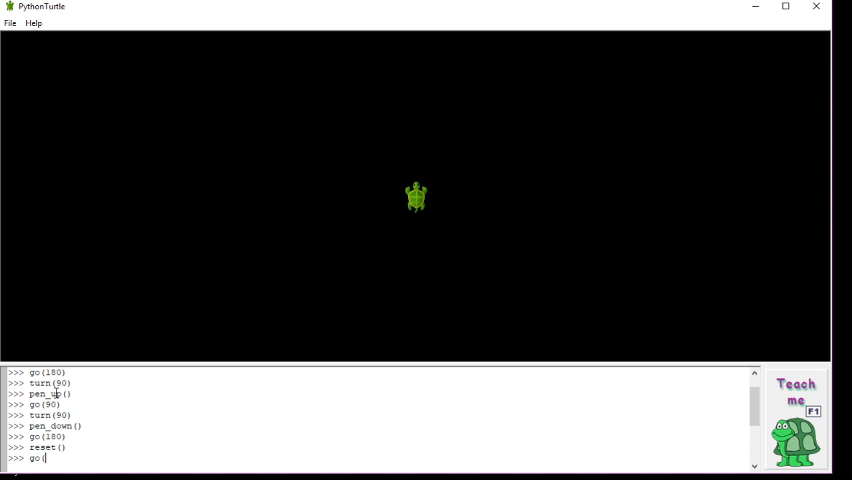 PythonTurtle
File Help
>>> go(180)
>>> turn(90)
>>> pen_up()
>>> go(90)
>>> turn(90)
>>> pen_down()
>>> go(180)
>>> reset()
>>> go(
Teach
me
F1